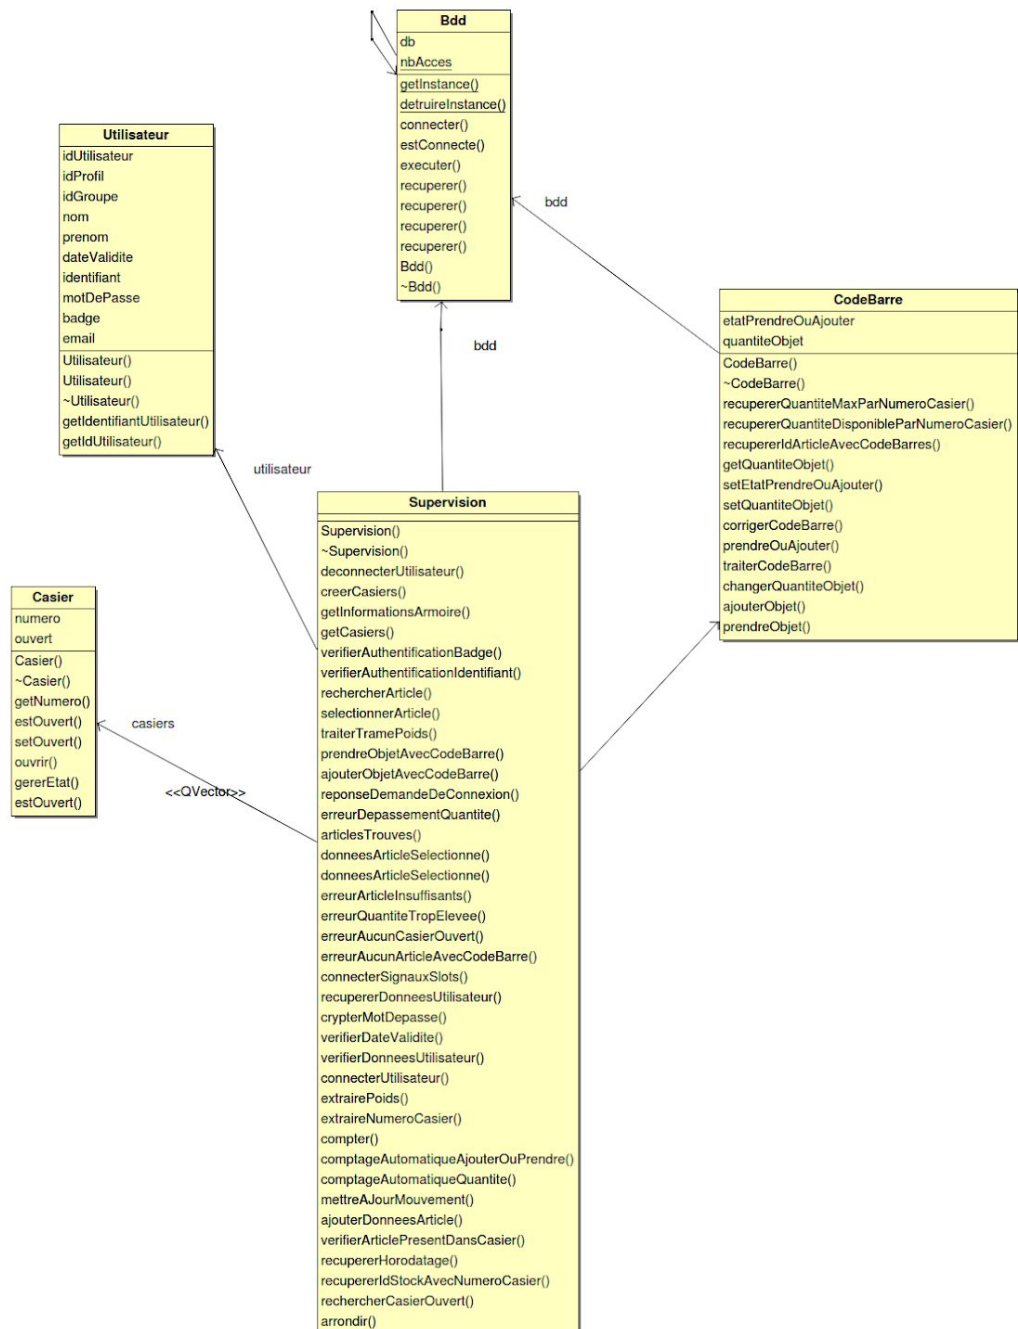 Bdd
db
nbAcces
getInstance()
detruireInstance()
connecter()
estConnecte()
executer()
recuperer()
recuperer()
recuperer()
recuperer()
Bdd()
~Bdd()
Utilisateur
idUtilisateur
idProfil
idGroupe
nom
prenom
dateValidite
identifiant
motDePasse
badge
email
Utilisateur()
Utilisateur()
~Utilisateur()
getIdentifiantUtilisateur()
getIdUtilisateur()
bdd
bdd
CodeBarre
etatPrendreOuAjouter
quantiteObjet
CodeBarre()
~CodeBarre()
recupererQuantiteMaxParNumeroCasier()
recupererQuantiteDisponibleParNumeroCasier()
recupererIdArticleAvecCodeBarres()
getQuantiteObjet()
setEtatPrendreOuAjouter()
setQuantiteObjet()
corrigerCodeBarre()
prendreOuAjouter()
traiterCodeBarre()
changerQuantiteObjet()
ajouterObjet()
prendreObjet()
utilisateur
Supervision
Supervision()
~Supervision()
deconnecterUtilisateur()
creerCasiers()
getInformationsArmoire()
getCasiers()
verifierAuthentificationBadge()
verifierAuthentificationIdentifiant()
rechercherArticle()
selectionnerArticle()
traiterTramePoids()
prendreObjetAvecCodeBarre()
ajouterObjetAvecCodeBarre()
reponseDemandeDeConnexion()
erreurDepassementQuantite()
articlesTrouves()
donneesArticleSelectionne()
donneesArticleSelectionne()
erreurArticleInsuffisants()
erreurQuantiteTropElevee()
erreurAucunCasierOuvert()
erreurAucunArticleAvecCodeBarre()
connecterSignauxSlots()
recupererDonneesUtilisateur()
crypterMotDepasse()
verifierDateValidite()
verifierDonneesUtilisateur()
connecterUtilisateur()
extrairePoids()
extraireNumeroCasier()
compter()
comptageAutomatiqueAjouterOuPrendre()
comptageAutomatiqueQuantite()
mettreAJourMouvement()
ajouterDonneesArticle()
verifierArticlePresentDansCasier()
recupererHorodatage()
recupererIdStockAvecNumeroCasier()
rechercherCasierOuvert()
arrondir()
Casier
numero
ouvert
Casier()
~Casier()
getNumero()
estOuvert()
setOuvert()
ouvrir()
gererEtat()
estOuvert()
casiers
<<QVector>>